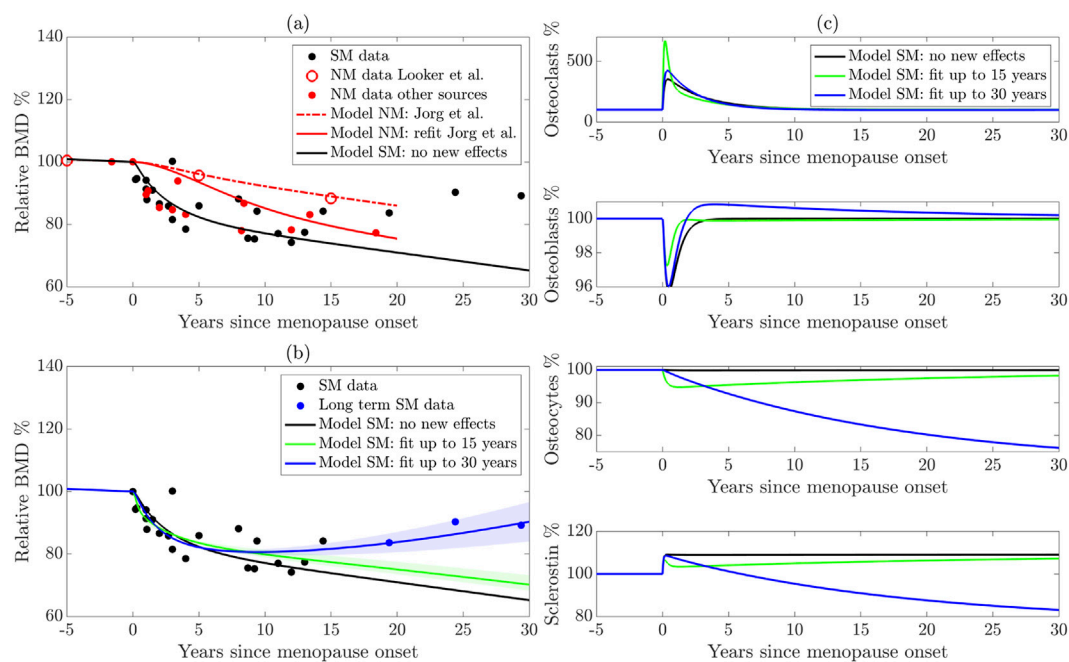 (a)
140
120
100
80
60
Relative BMD %
SM data
NM data Looker et al.
NM data other sources
Model NM: Jorg et al.
Model NM: refit Jorg et al.
Model SM: no new effects
-5 0 5 10 15 20 25 30
Years since menopause onset
(b)
140
120
100
80
60
Relative BMD %
SM data
Long term SM data
Model SM: no new effects
Model SM: fit up to 15 years
Model SM: fit up to 30 years
-5 0 5 10 15 20 25 30
Years since menopause onset
(c)
Osteoclasts %
500
0
Model SM: no new effects
Model SM: fit up to 15 years
Model SM: fit up to 30 years
-5 0 5 10 15 20 25 30
Years since menopause onset
Osteoblasts %
100
98
96
-5 0 5 10 15 20 25 30
Years since menopause onset
Osteocytes %
100
90
80
-5 0 5 10 15 20 25 30
Years since menopause onset
Sclerostin %
120
100
80
-5 0 5 10 15 20 25 30
Years since menopause onset